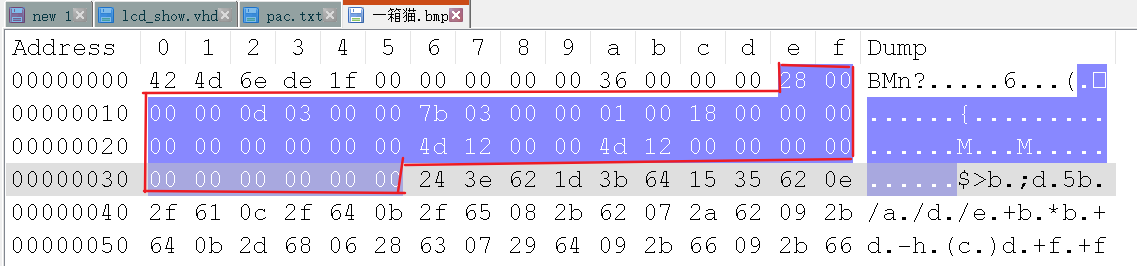 new 1 lcd_show.vhd pac.txt 一箱猫.bmp
Address 0 1 2 3 4 5 6 7 8 9 a b c d e f Dump
00000000 42 4d 6e de 1f 00 00 00 00 00 36 00 00 00 28 00 BMn?.....6...(.□
00000010 00 00 0d 03 00 00 7b 03 00 00 01 00 18 00 00 00 ......{.........
00000020 00 00 00 00 00 00 4d 12 00 00 4d 12 00 00 00 00 ......M...M.....
00000030 00 00 00 00 00 00 24 3e 62 1d 3b 64 15 35 62 0e ......$>b.;d.5b.
00000040 2f 61 0c 2f 64 0b 2f 65 08 2b 62 07 2a 62 09 2b /a./d./e.+b.*b.+
00000050 64 0b 2d 68 06 28 63 07 29 64 09 2b 66 09 2b 66 d.-h.(c.)d.+f.+f